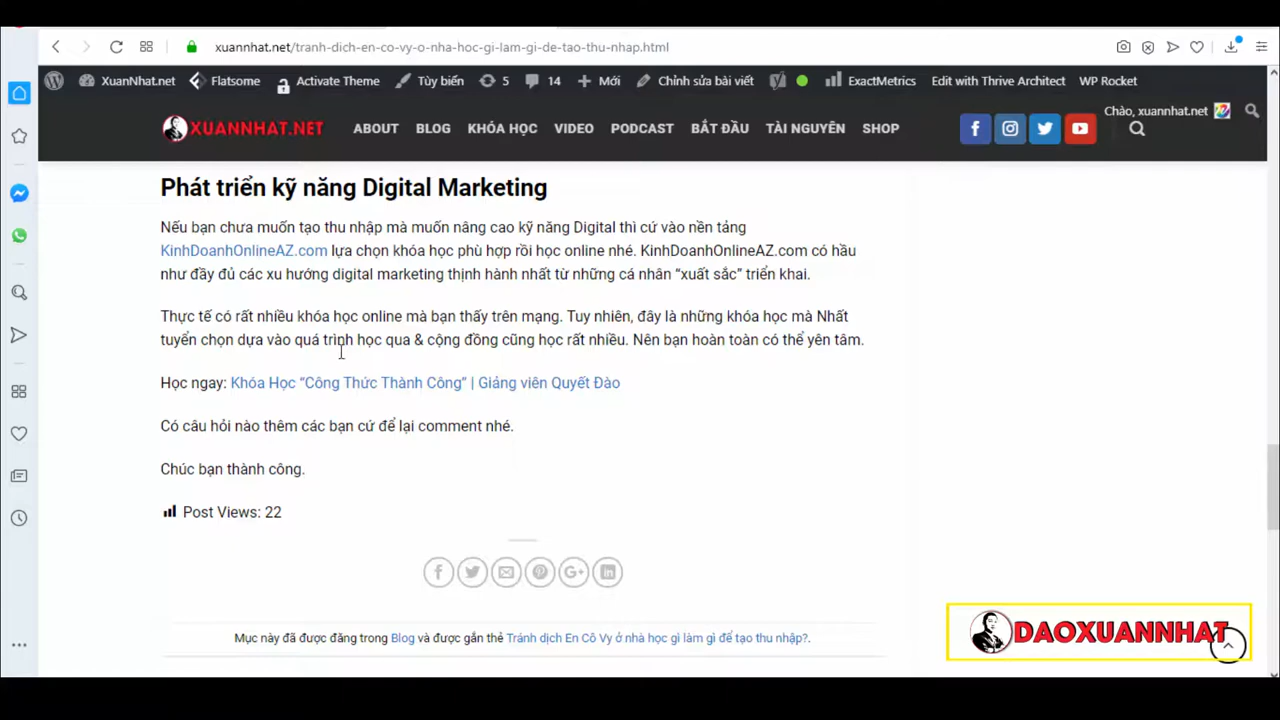 xuannhat.net/tranh-dich-en-co-vy-o-nha-hoc-gi-lam-gi-de-tao-thu-nhap.html
XuanNhat.net Flatsome Activate Theme Tùy biến 5 14 Mới Chỉnh sửa bài viết ExactMetrics Edit with Thrive Architect WP Rocket
Chào, xuannhat.net
XUANNHAT.NET ABOUT BLOG KHÓA HỌC VIDEO PODCAST BẮT ĐẦU TÀI NGUYÊN SHOP
Phát triển kỹ năng Digital Marketing
Nếu bạn chưa muốn tạo thu nhập mà muốn nâng cao kỹ năng Digital thì cứ vào nền tảng
KinhDoanhOnlineAZ.com lựa chọn khóa học phù hợp rồi học online nhé. KinhDoanhOnlineAZ.com có hầu
như đầy đủ các xu hướng digital marketing thịnh hành nhất từ những cá nhân “xuất sắc” triển khai.
Thực tế có rất nhiều khóa học online mà bạn thấy trên mạng. Tuy nhiên, đây là những khóa học mà Nhất
tuyển chọn dựa vào quá trình học qua & cộng đồng cũng học rất nhiều. Nên bạn hoàn toàn có thể yên tâm.
Học ngay: Khóa Học “Công Thức Thành Công” | Giảng viên Quyết Đào
Có câu hỏi nào thêm các bạn cứ để lại comment nhé.
Chúc bạn thành công.
Post Views: 22
Mục này đã được đăng trong Blog và được gắn thẻ Tránh dịch En Cô Vy ở nhà học gì làm gì để tạo thu nhập?.
DAOXUANNHAT